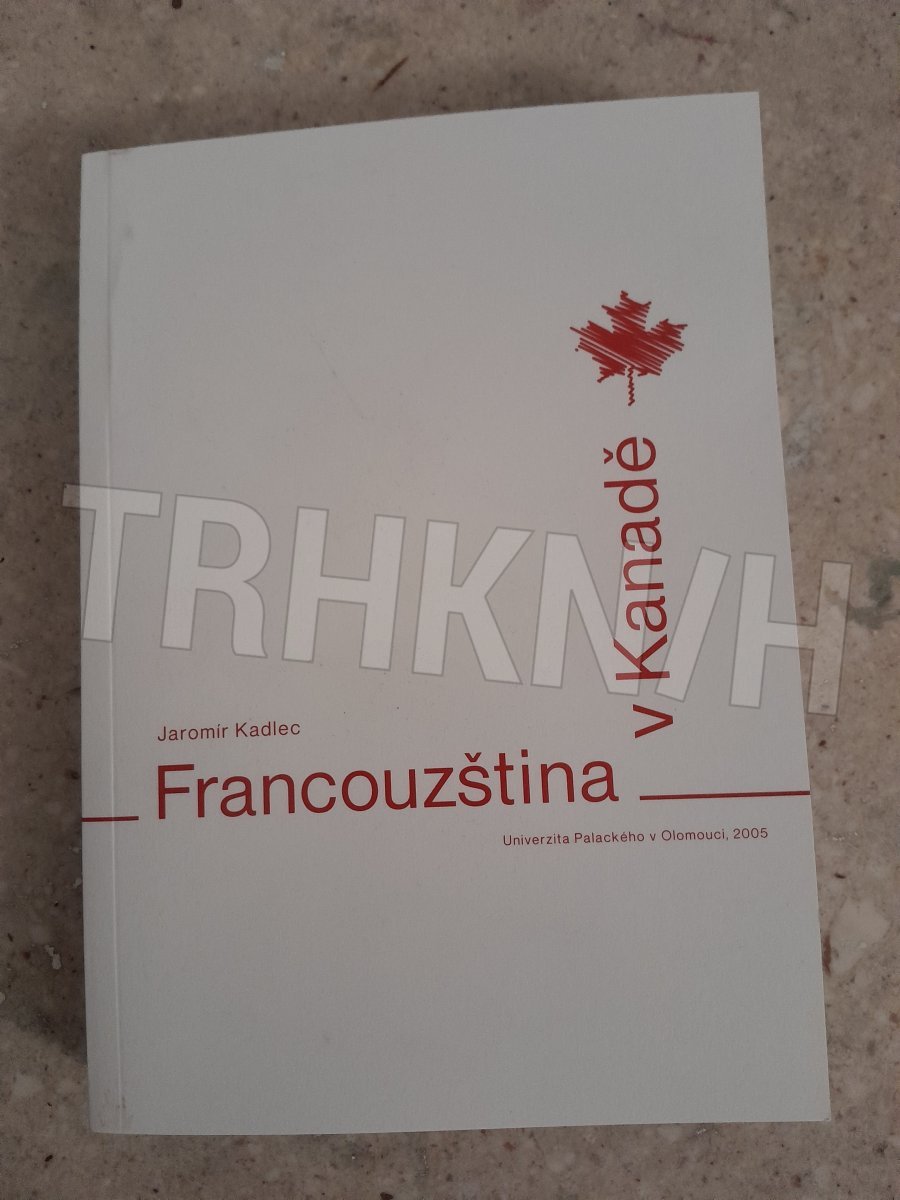 Jaromír Kadlec
Francouzština
v Kanadě
Univerzita Palackého v Olomouci, 2005
TRHKNIH